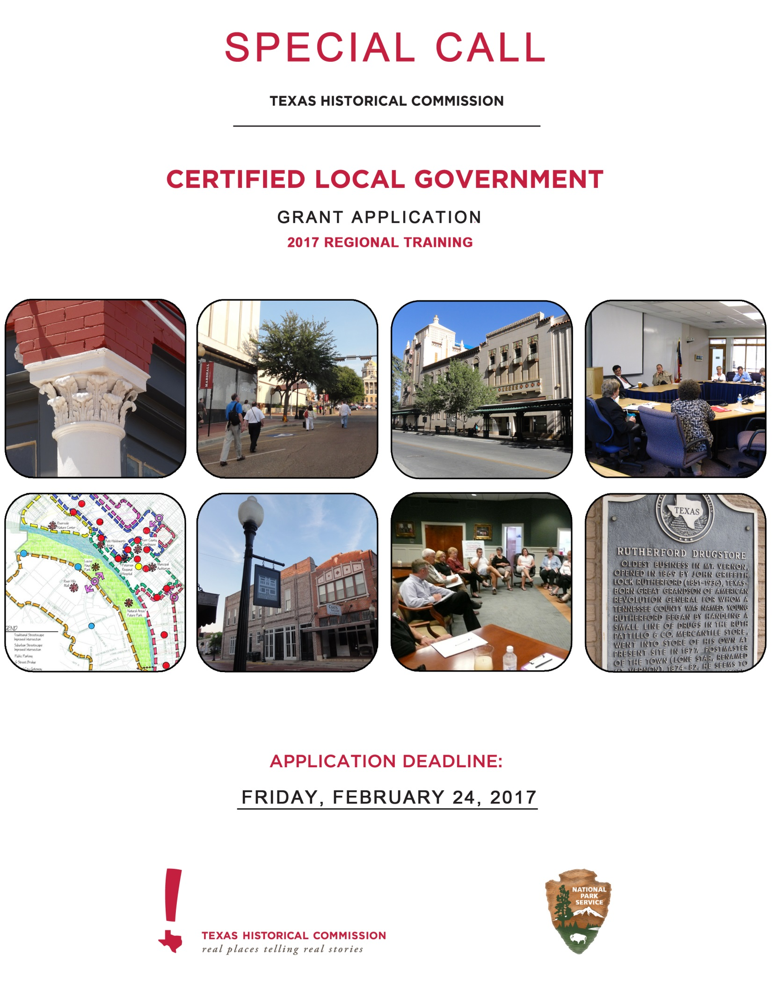 SPECIAL CALL
TEXAS HISTORICAL COMMISSION
CERTIFIED LOCAL GOVERNMENT
GRANT APPLICATION
2017 REGIONAL TRAINING
MARSHALL
CHASE
Riverside
Nature Center
Butt-Holdsworth
Library
Kerr County
Courthouse
Louise
Hays
Park
Peterson
Regional
Hospital
Municipal
Auditorium
River Hills
Mall
Natural Area/
Future Park
Traditional Streetscape
Improved Intersection
Suburban Streetscape
Improved Intersection
Public Parking
G Street Bridge
City Gateway
COATS
GALLERY
TEXAS
RUTHERFORD DRUGSTORE
OLDEST BUSINESS IN MT. VERNON,
OPENED IN 1869 BY JOHN GRIFFITH
LOCK RUTHERFORD (1851-1936), TEXAS-
BORN GREAT GRANDSON OF AMERICAN
REVOLUTION GENERAL FOR WHOM A
TENNESSEE COUNTY WAS NAMED. YOUNG
RUTHERFORD BEGAN BY HANDLING A
SMALL LINE OF DRUGS IN THE RUTH
PATTILLO & CO. MERCANTILE STORE,
WENT INTO STORE OF HIS OWN AT
PRESENT SITE IN 1877. POSTMASTER
OF THE TOWN (LONE STAR, RENAMED
MT. VERNON), 1874-82, HE SEEMS TO
APPLICATION DEADLINE:
FRIDAY, FEBRUARY 24, 2017
NATIONAL
PARK
SERVICE
TEXAS HISTORICAL COMMISSION
real places telling real stories